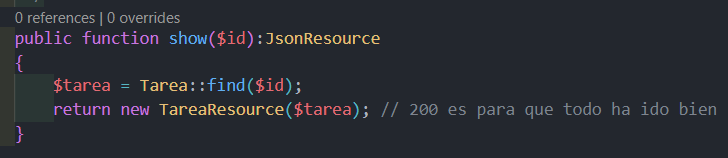 0 references | 0 overrides
public function show($id):JsonResource
{
$tarea = Tarea::find($id);
return new TareaResource($tarea); // 200 es para que todo ha ido bien
}